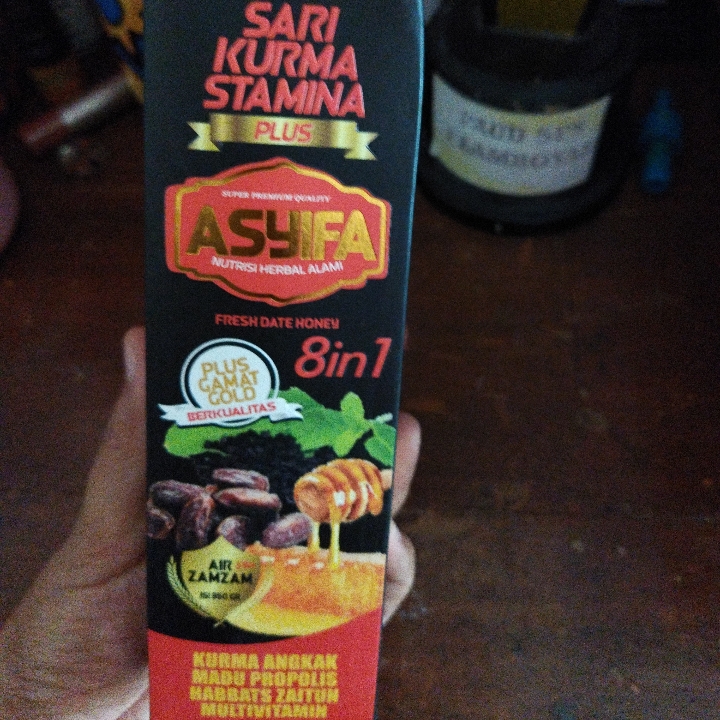 SARI
KURMA
STAMINA
PLUS
SUPER PREMIUM QUALITY
ASYIFA
NUTRISI HERBAL ALAMI
FRESH DATE HONEY
8in1
PLUS
GAMAT
GOLD
BERKUALITAS
AIR
ZAMZAM
KURMA ANGKAK
MADU PROPOLIS
HABBATS ZAITUN
MULTIVITAMIN